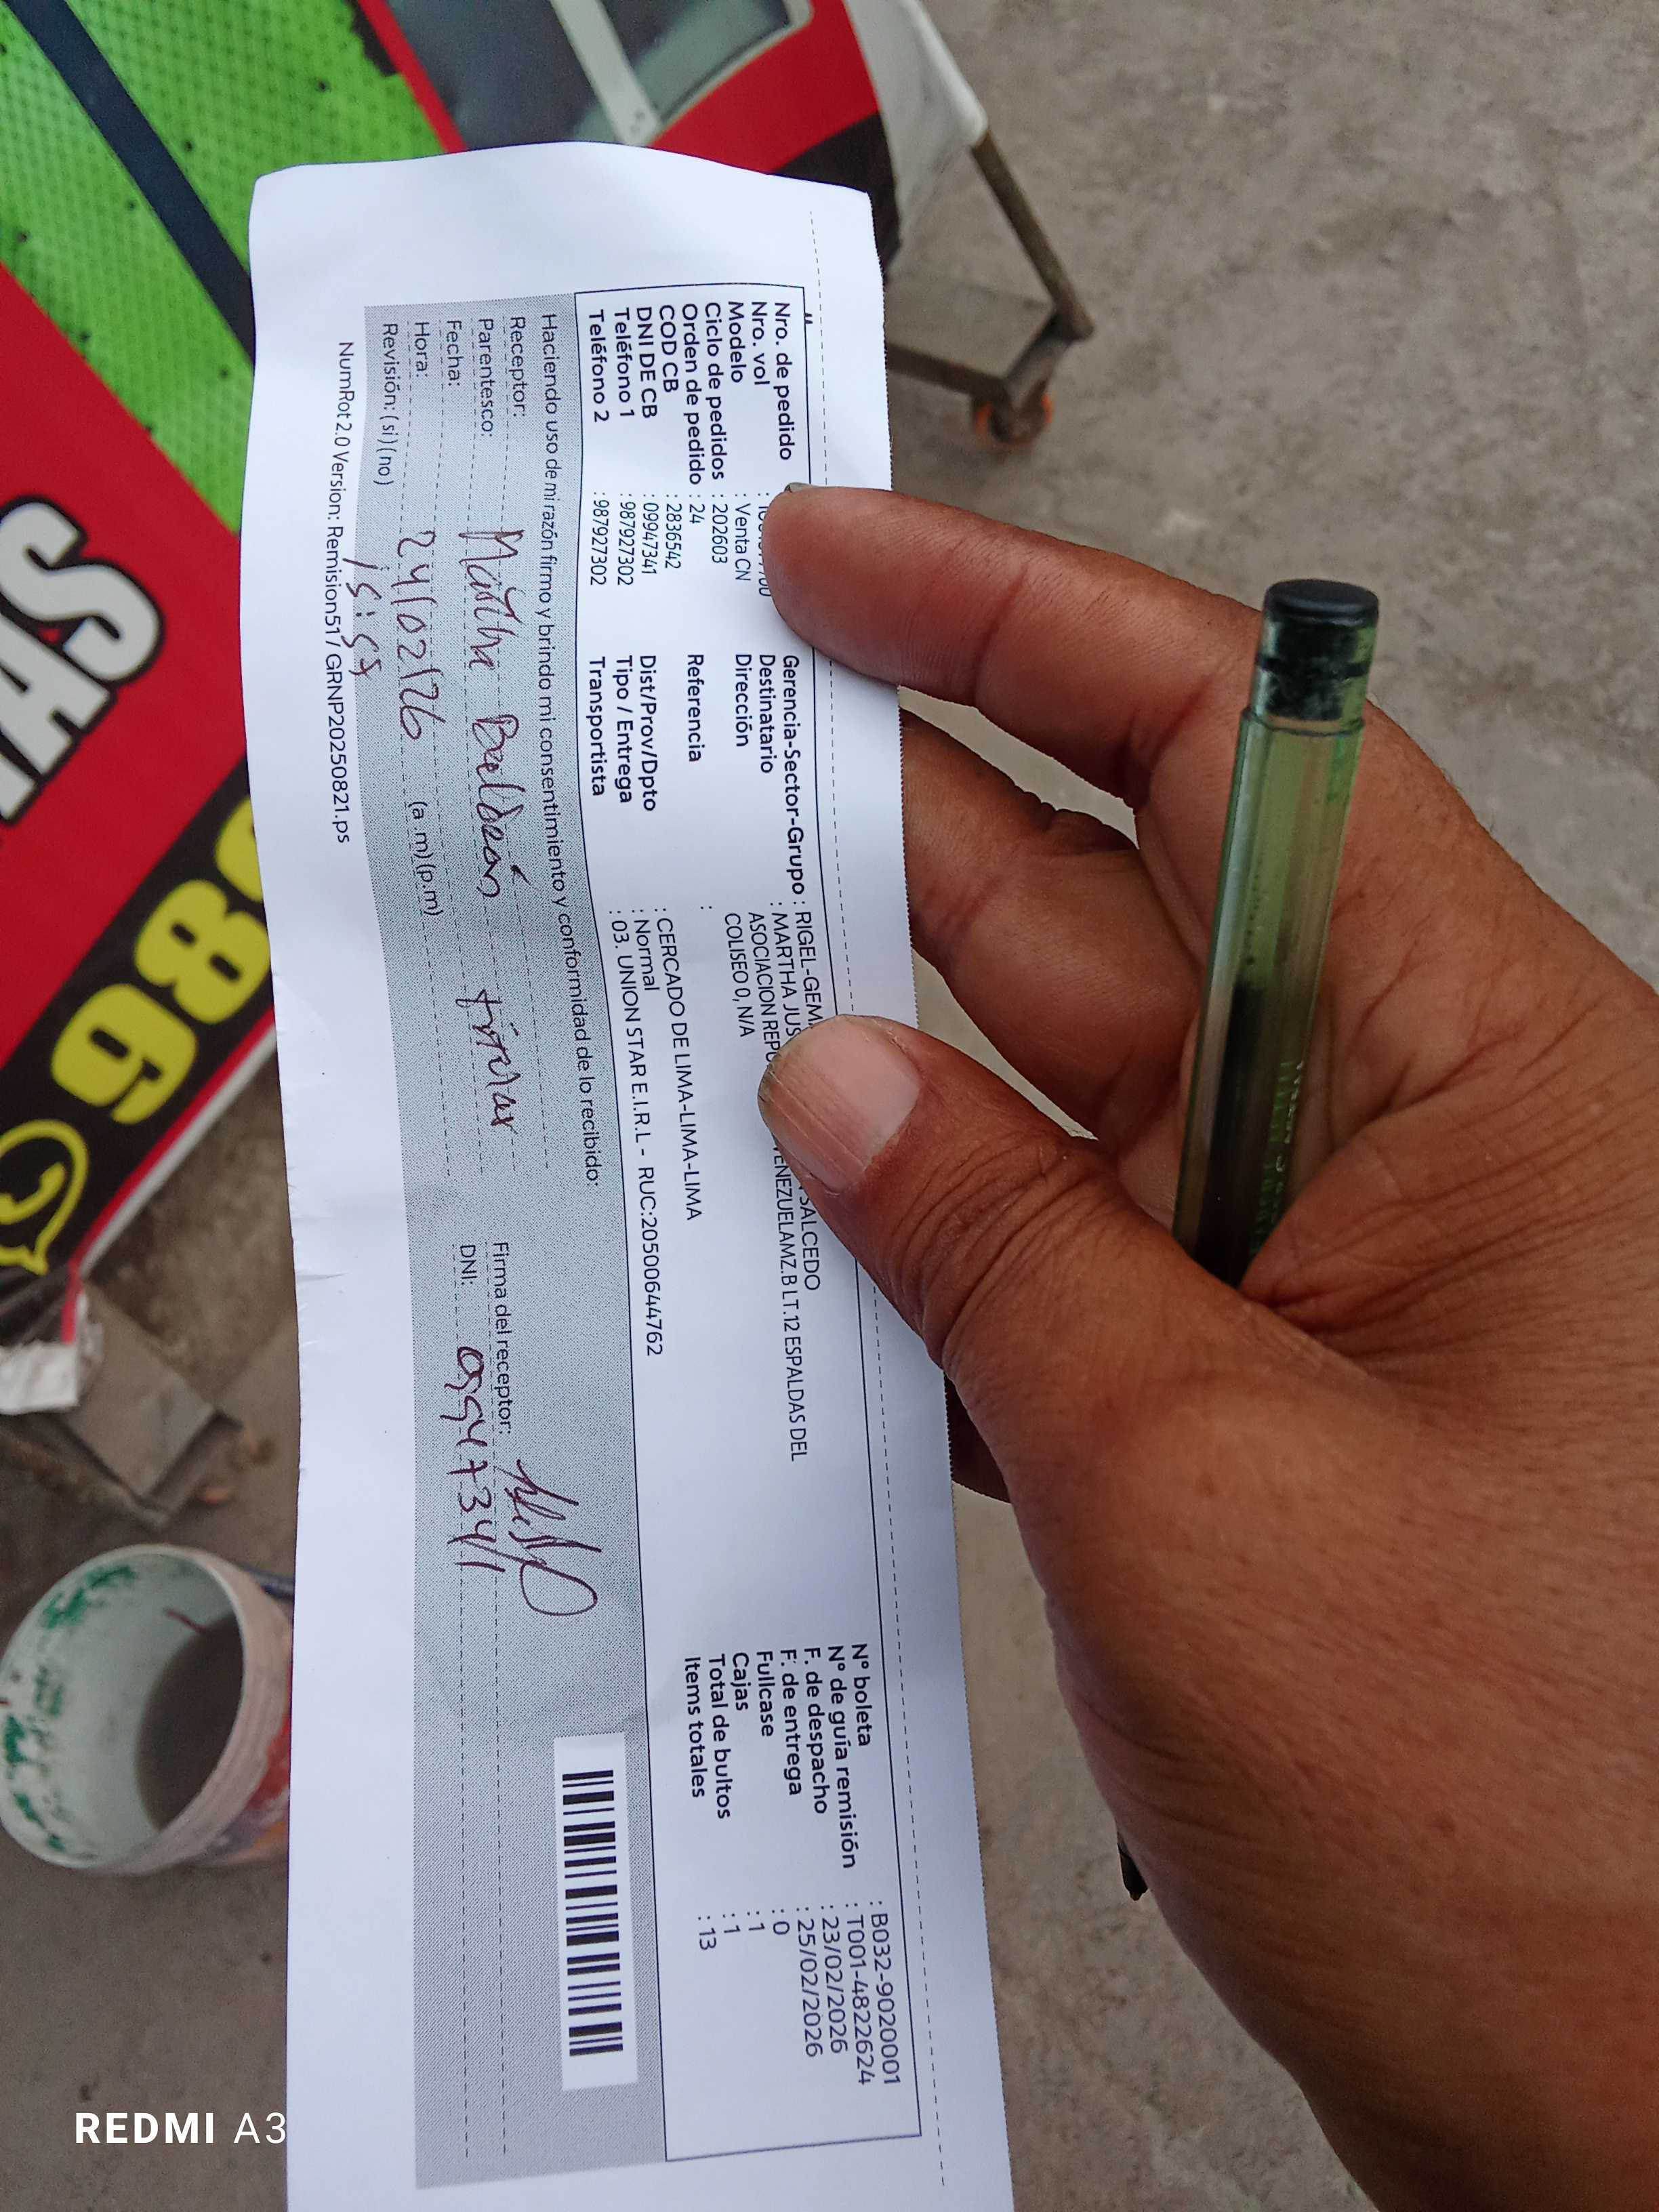 Nro. de pedido :
Nro. vol
Modelo : Venta CN
Ciclo de pedidos : 202603
Orden de pedido : 24
COD CB : 2836542
DNI DE CB : 09947341
Teléfono 1 : 987927302
Teléfono 2 : 987927302
Gerencia-Sector-Grupo : RIGEL-GEM
Destinatario : MARTHA JUS SALCEDO
Dirección : ASOCIACION REPU VENEZUELA MZ.B LT.12 ESPALDAS DEL
COLISEO 0, N/A
Referencia :
Dist/Prov/Dpto : CERCADO DE LIMA-LIMA-LIMA
Tipo / Entrega : Normal
Transportista : 03. UNION STAR E.I.R.L - RUC:20500644762
N° boleta : B032-9020001
N° de guía remisión : T001-4822624
F. de despacho : 23/02/2026
F. de entrega : 25/02/2026
Fullcase : 0
Cajas : 1
Total de bultos : 1
Items totales : 13
Haciendo uso de mi razón firmo y brindo mi consentimiento y conformidad de lo recibido:
Receptor: Martha
Parentesco: titular
Fecha: 24/02/26
Hora: 15:55 (a.m) (p.m)
Revisión: (si) (no)
Firma del receptor:
DNI: 09947341
NumRot 2.0 Version: Remision51 / GRNP20250821.ps
986
REDMI A3